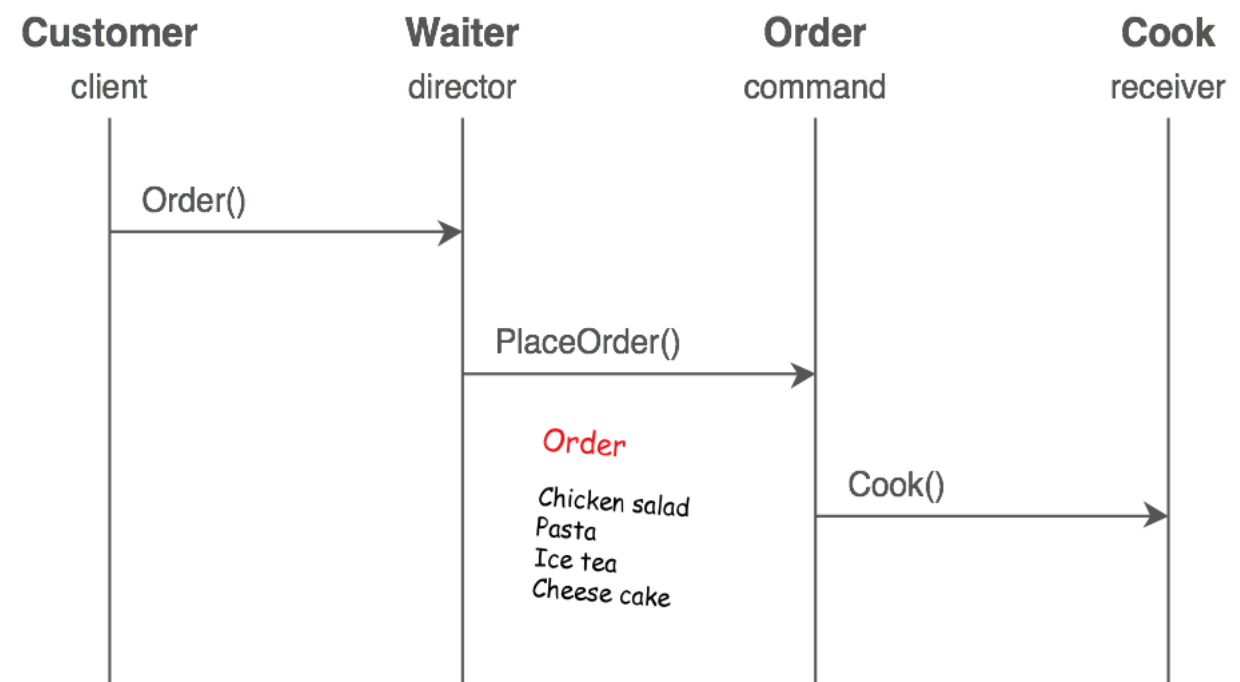 Customer Waiter Order Cook
client director command receiver
Order()
PlaceOrder()
Order
Cook()
Chicken salad
Pasta
Ice tea
Cheese cake